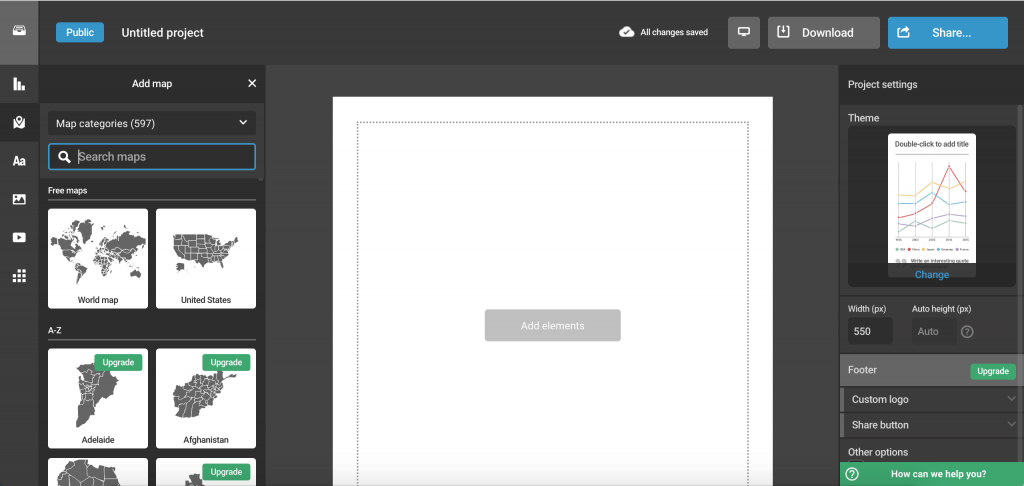 Public
Untitled project
All changes saved
Download
Share...
Add map
Map categories (597)
Search maps
Free maps
World map
United States
A-Z
Upgrade
Upgrade
Adelaide
Afghanistan
Upgrade
Aa
Add elements
Project settings
Theme
Double-click to add title
Write an interesting quote
Change
Width (px)
Auto height (px)
550
Auto
?
Footer
Upgrade
Custom logo
Share button
Other options
? How can we help you?